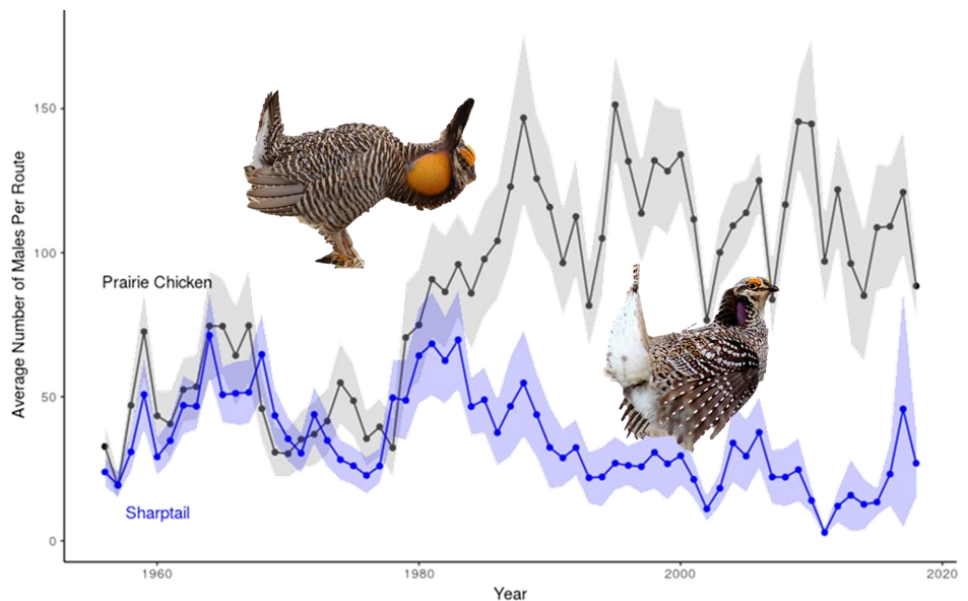 150
100
50
0
Average Number of Males Per Route
Prairie Chicken
Sharptail
1960
1980
2000
2020
Year